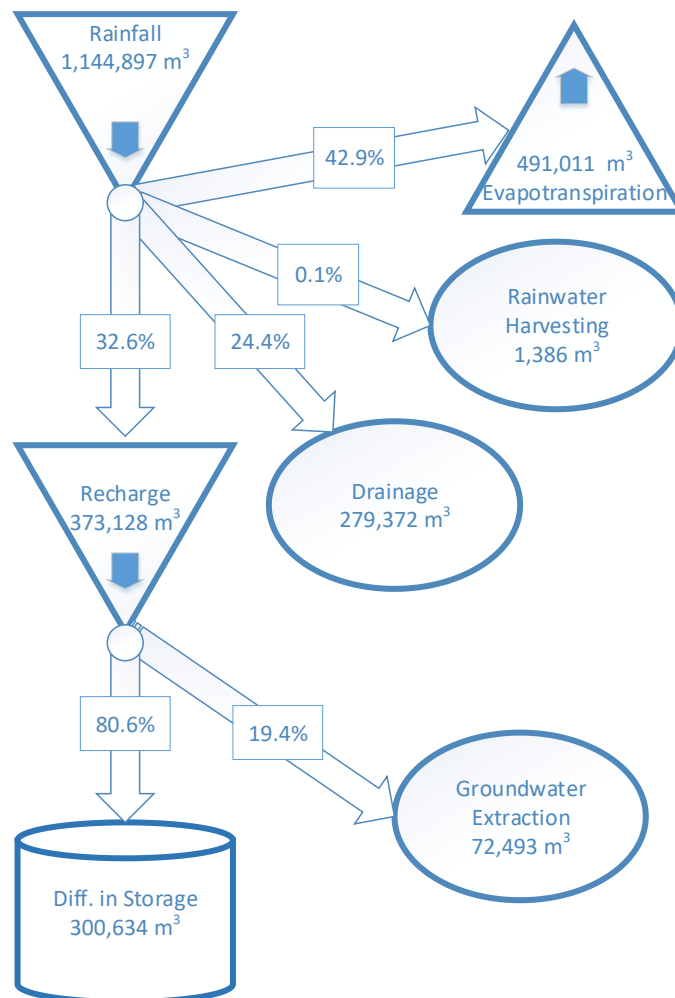 Rainfall
1,144,897 m³
42.9%
491,011 m³
Evapotranspiration
0.1%
Rainwater
Harvesting
1,386 m³
32.6%
24.4%
Recharge
373,128 m³
Drainage
279,372 m³
80.6%
19.4%
Groundwater
Extraction
72,493 m³
Diff. in Storage
300,634 m³